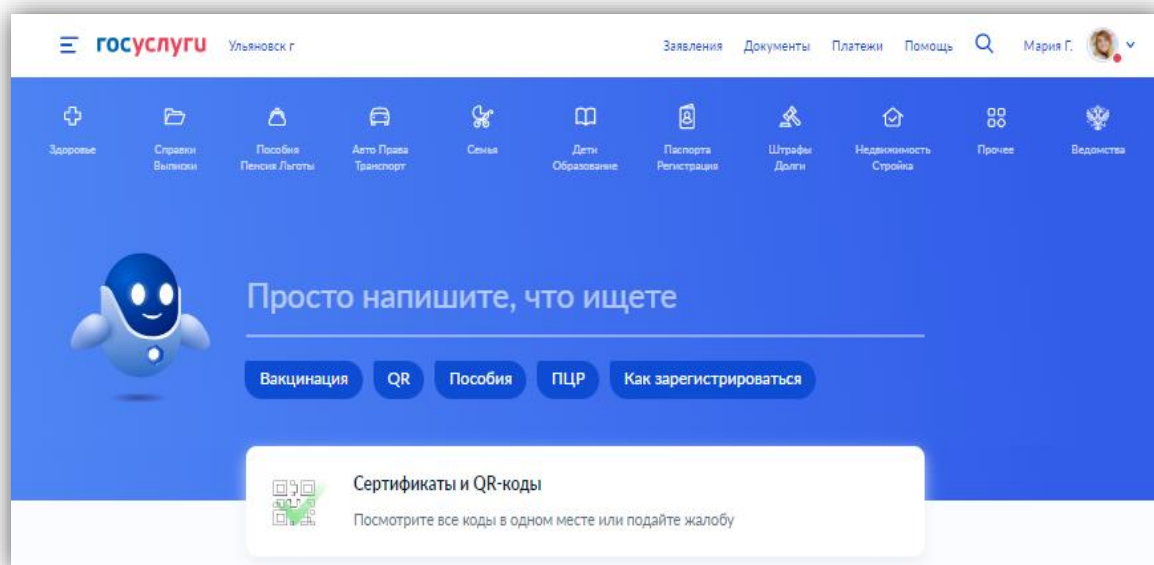 госуслуги Ульяновск г Заявления Документы Платежи Помощь Мария Г.
Здоровье Справки Выписки Пособия Пенсия Льготы Авто Права Транспорт Семья Дети Образование Паспорта Регистрация Штрафы Долги Недвижимость Стройка Прочее Ведомства
Просто напишите, что ищете
Вакцинация QR Пособия ПЦР Как зарегистрироваться
Сертификаты и QR-коды
Посмотрите все коды в одном месте или подайте жалобу